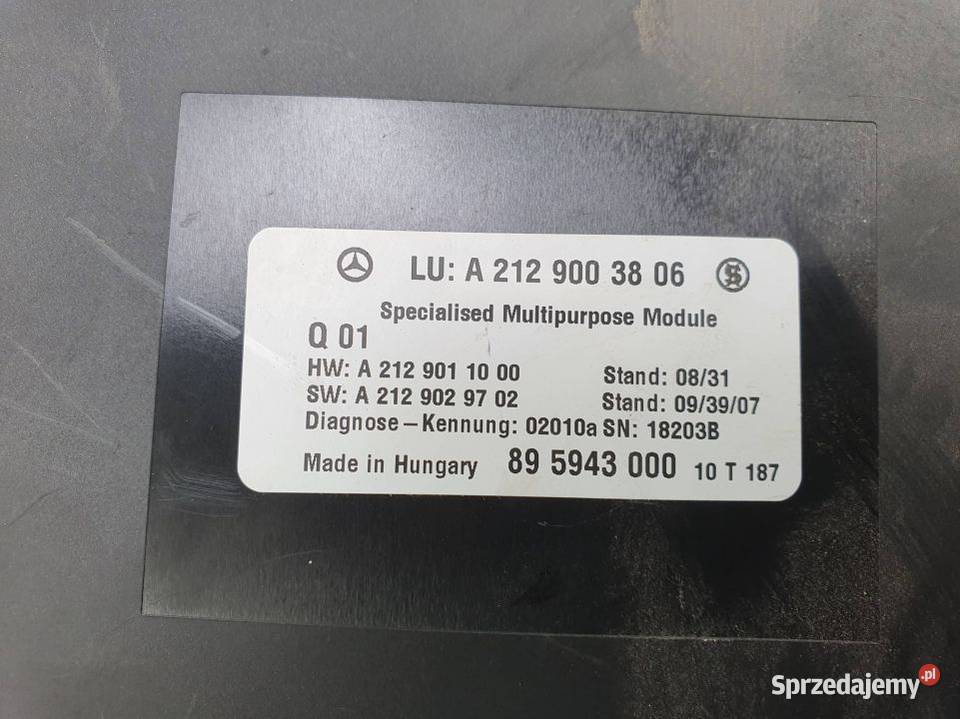 LU: A 212 900 38 06
Specialised Multipurpose Module
Q 01
HW: A 212 901 10 00 Stand: 08/31
SW: A 212 902 97 02 Stand: 09/39/07
Diagnose-Kennung: 02010a SN: 18203B
Made in Hungary 89 5943 000 10 T 187
Sprzedajemy.pl